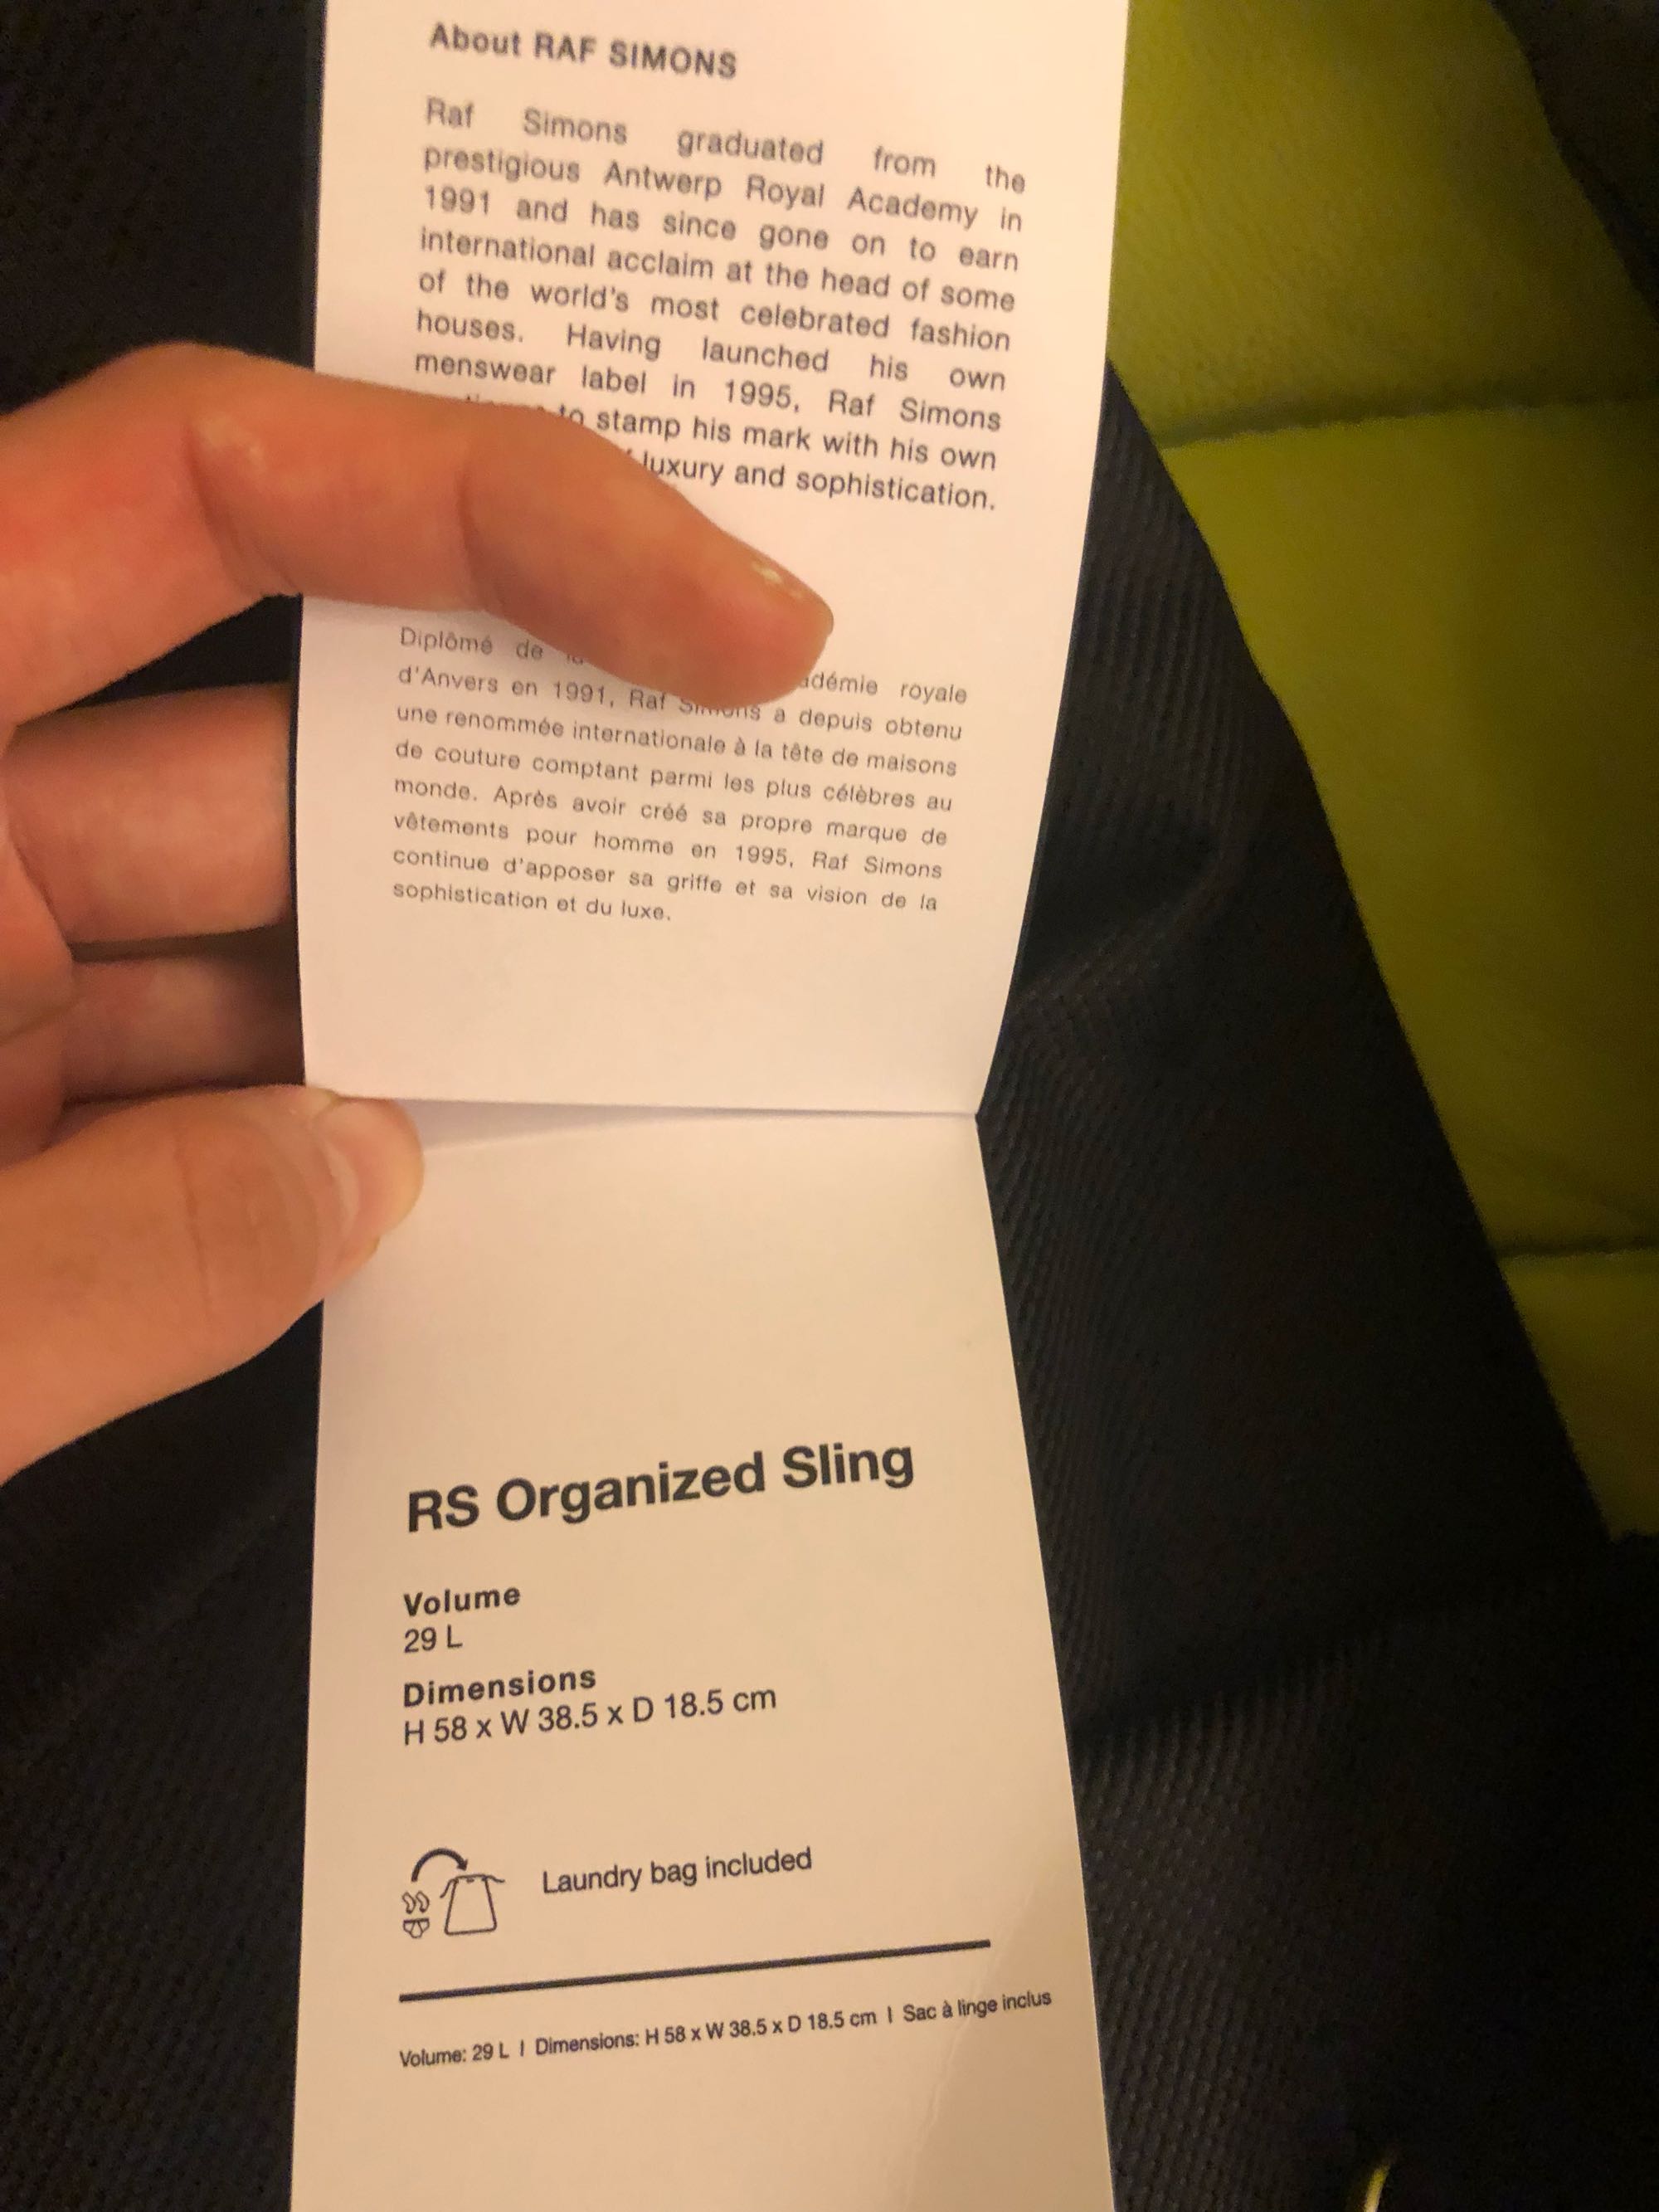 About RAF SIMONS
Raf Simons graduated from the
prestigious Antwerp Royal Academy in
1991 and has since gone on to earn
international acclaim at the head of some
of the world's most celebrated fashion
houses. Having launched his own
menswear label in 1995, Raf Simons
to stamp his mark with his own
luxury and sophistication.
Diplômé de
royale
d'Anvers en 1991, Raf Simons a depuis obtenu
une renommée internationale à la tête de maisons
de couture comptant parmi les plus célèbres au
monde. Après avoir créé sa propre marque de
vêtements pour homme en 1995, Raf Simons
continue d'apposer sa griffe et sa vision de la
sophistication et du luxe.
RS Organized Sling
Volume
29 L
Dimensions
H 58 x W 38.5 x D 18.5 cm
Laundry bag included
Volume: 29 L I Dimensions: H 58 x W 38.5 x D 18.5 cm I Sac à linge inclus